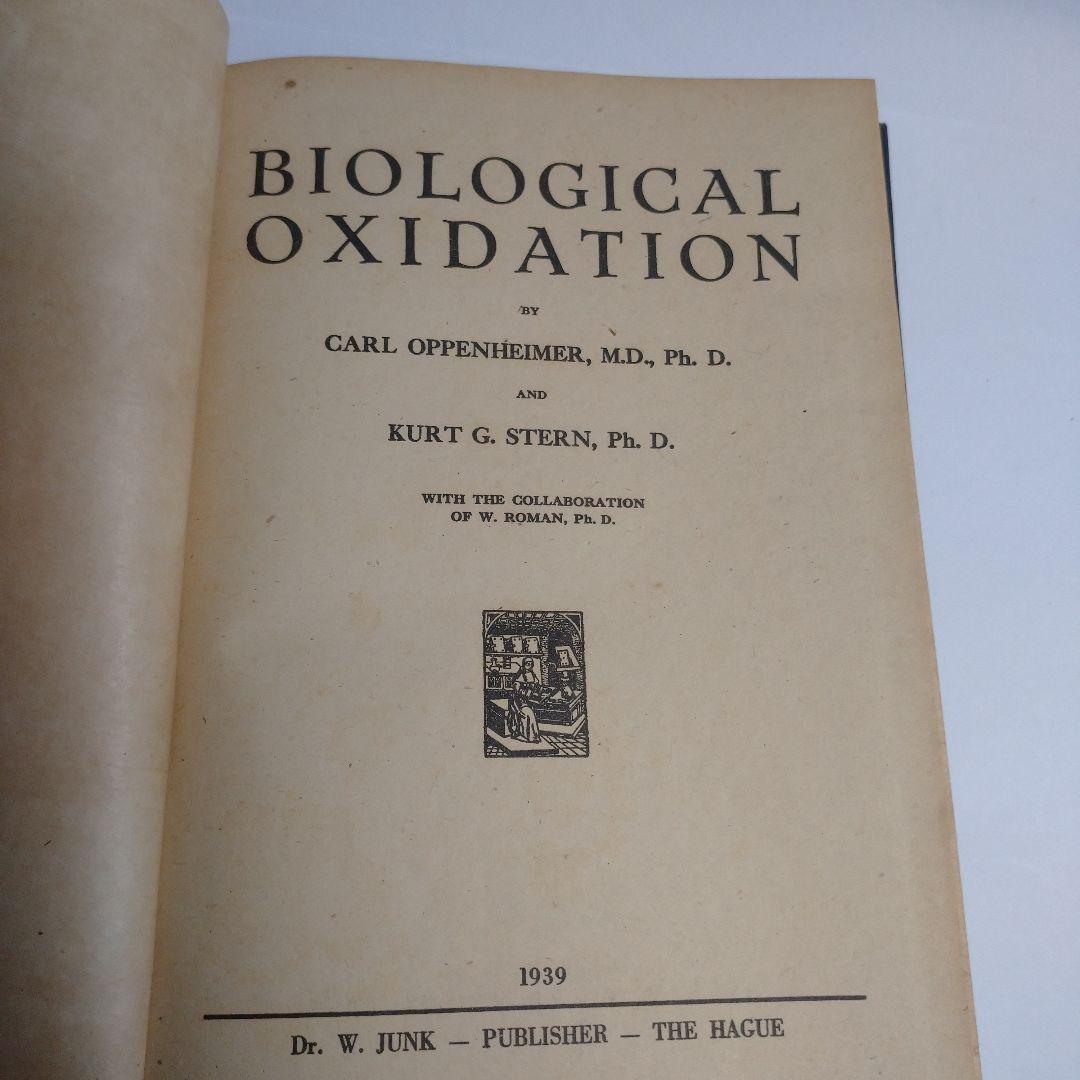 BIOLOGICAL
OXIDATION
BY
CARL OPPENHEIMER, M.D., Ph. D.
AND
KURT G. STERN, Ph. D.
WITH THE COLLABORATION
OF W. ROMAN, Ph. D.
1939
Dr. W. JUNK — PUBLISHER — THE HAGUE